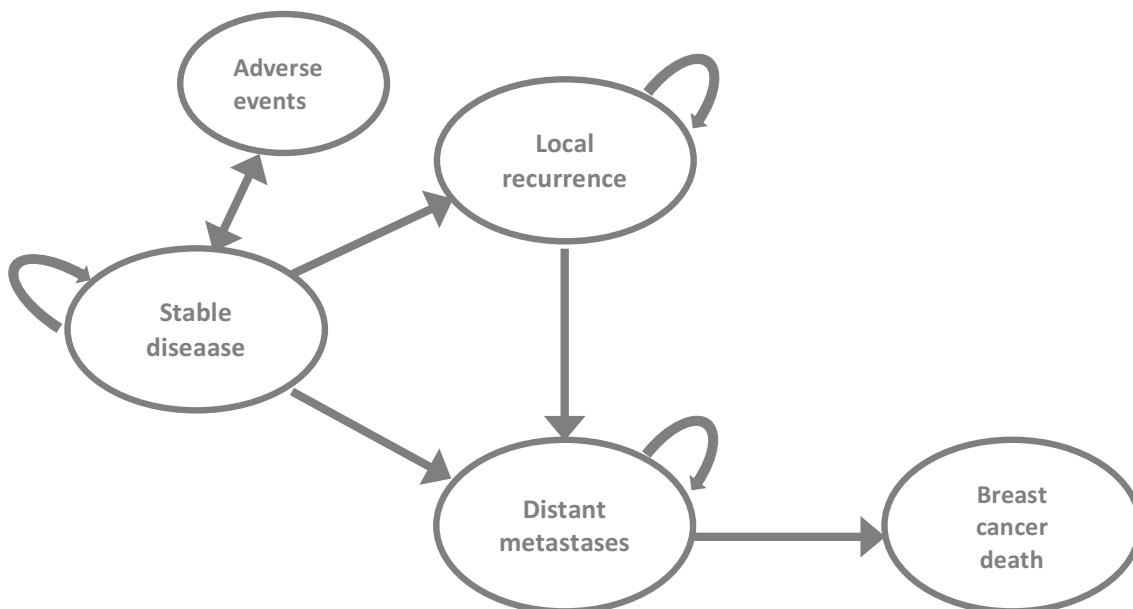 Adverse
events
Local
recurrence
Stable
diseaase
Distant
metastases
Breast
cancer
death